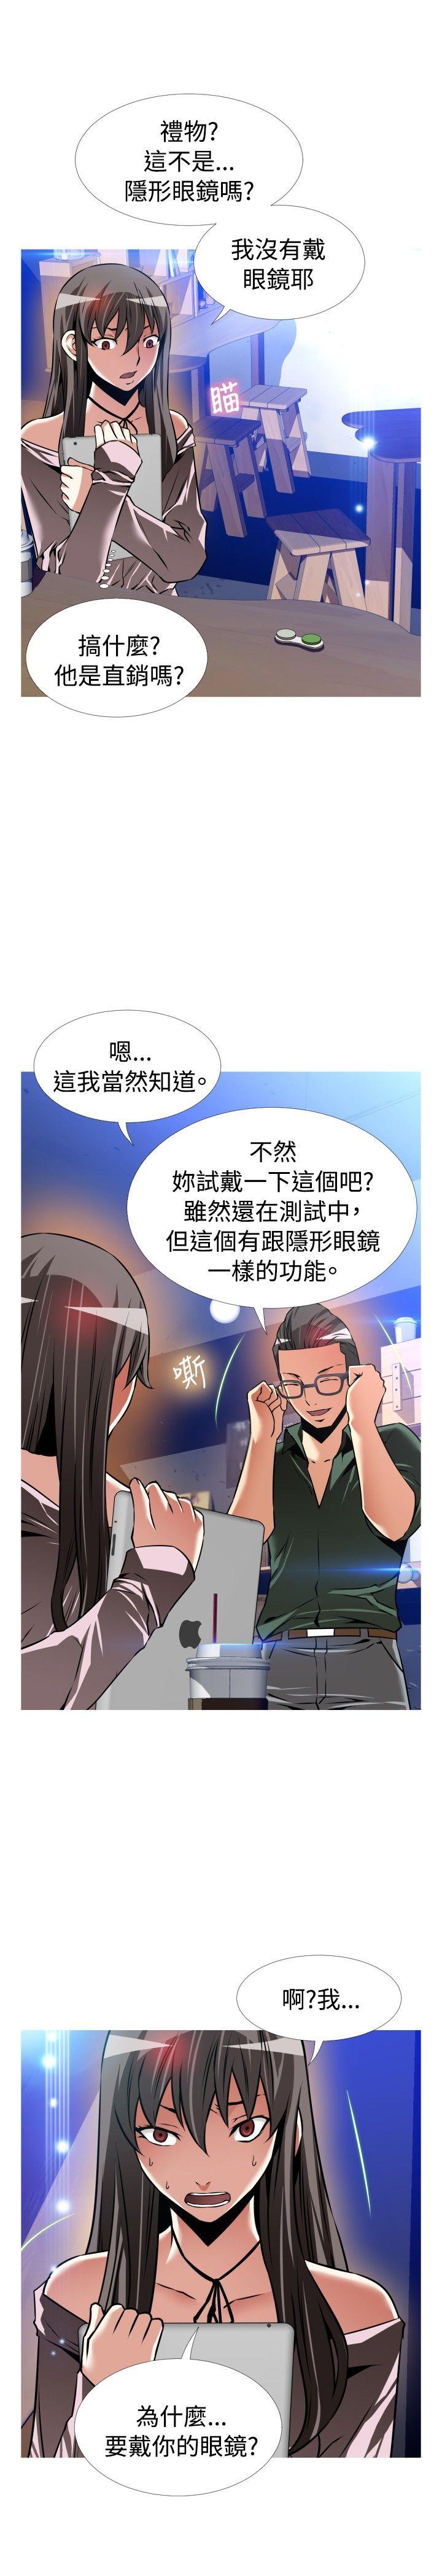 禮物?
這不是...
隱形眼鏡嗎?
我沒有戴
眼鏡耶
瞄
搞什麼?
他是直銷嗎?
嗯...
這我當然知道。
不然
妳試戴一下這個吧?
雖然還在測試中,
但這個有跟隱形眼鏡
一樣的功能。
嘶
啊?我...
為什麼...
要戴你的眼鏡?